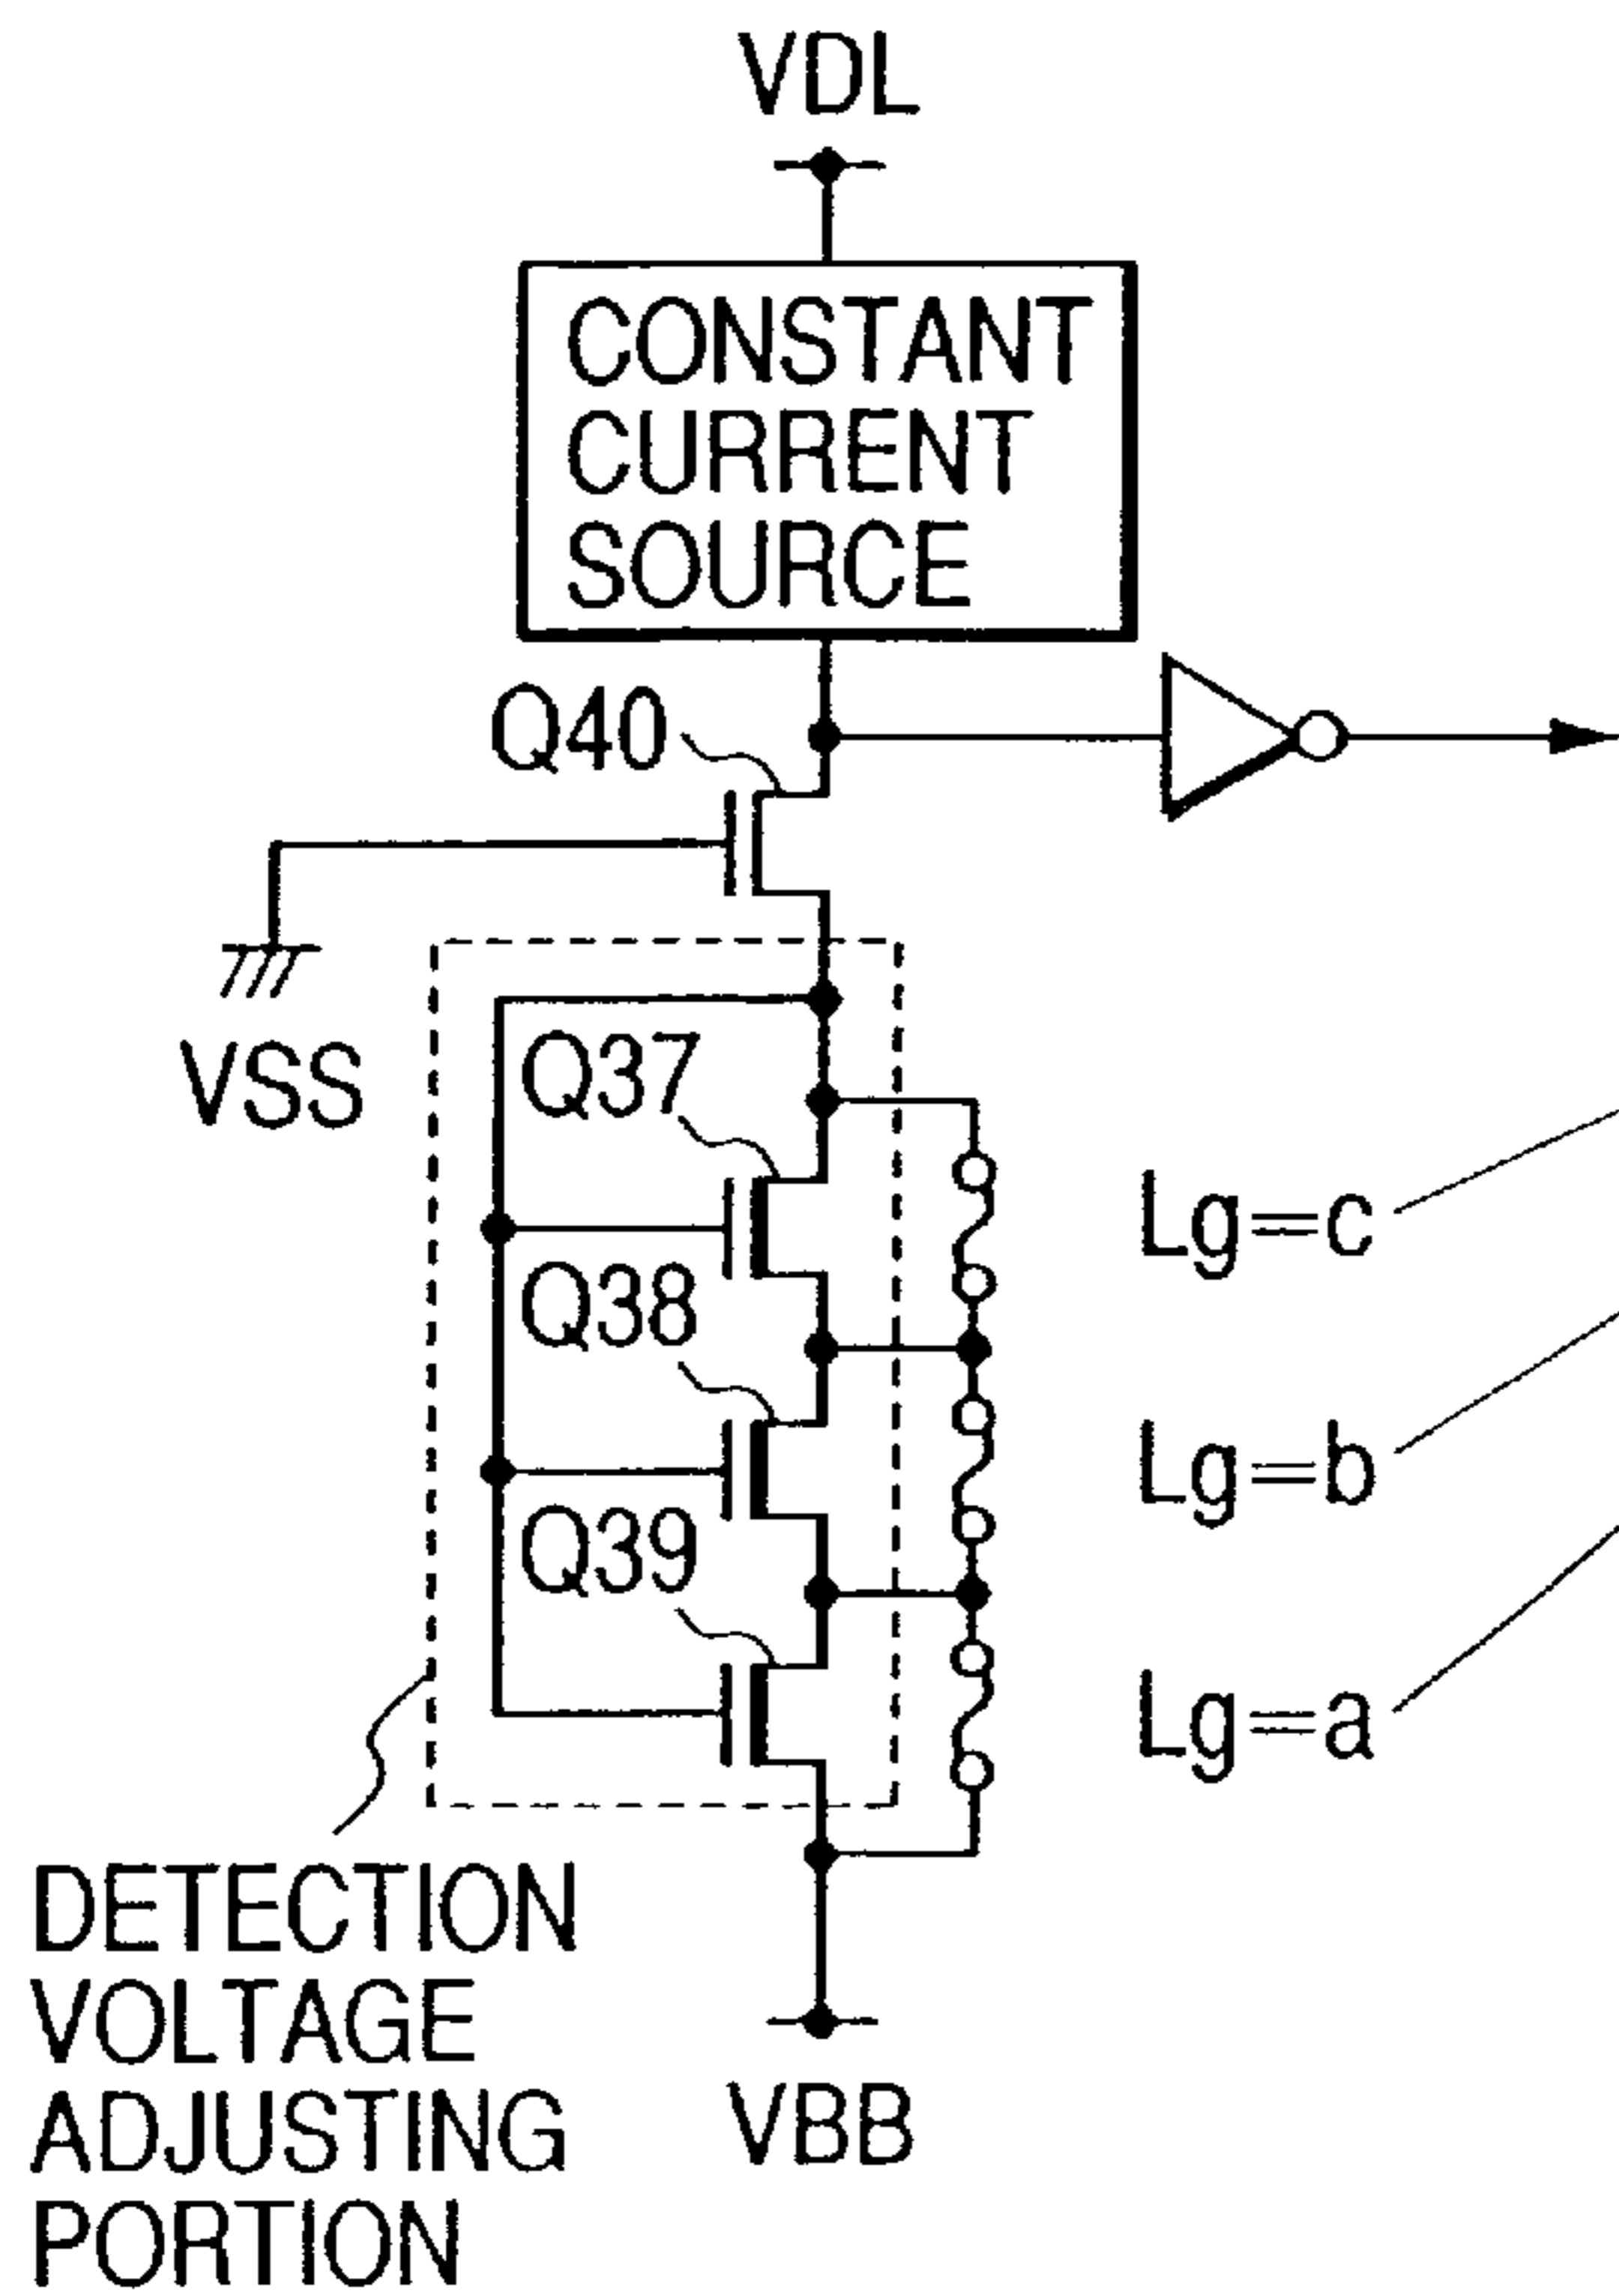 VDL
CONSTANT
CURRENT
SOURCE
Q40
VSS
Q37
Lg=c
Q38
Lg=b
Q39
Lg=a
DETECTION
VOLTAGE
ADJUSTING
PORTION
VBB